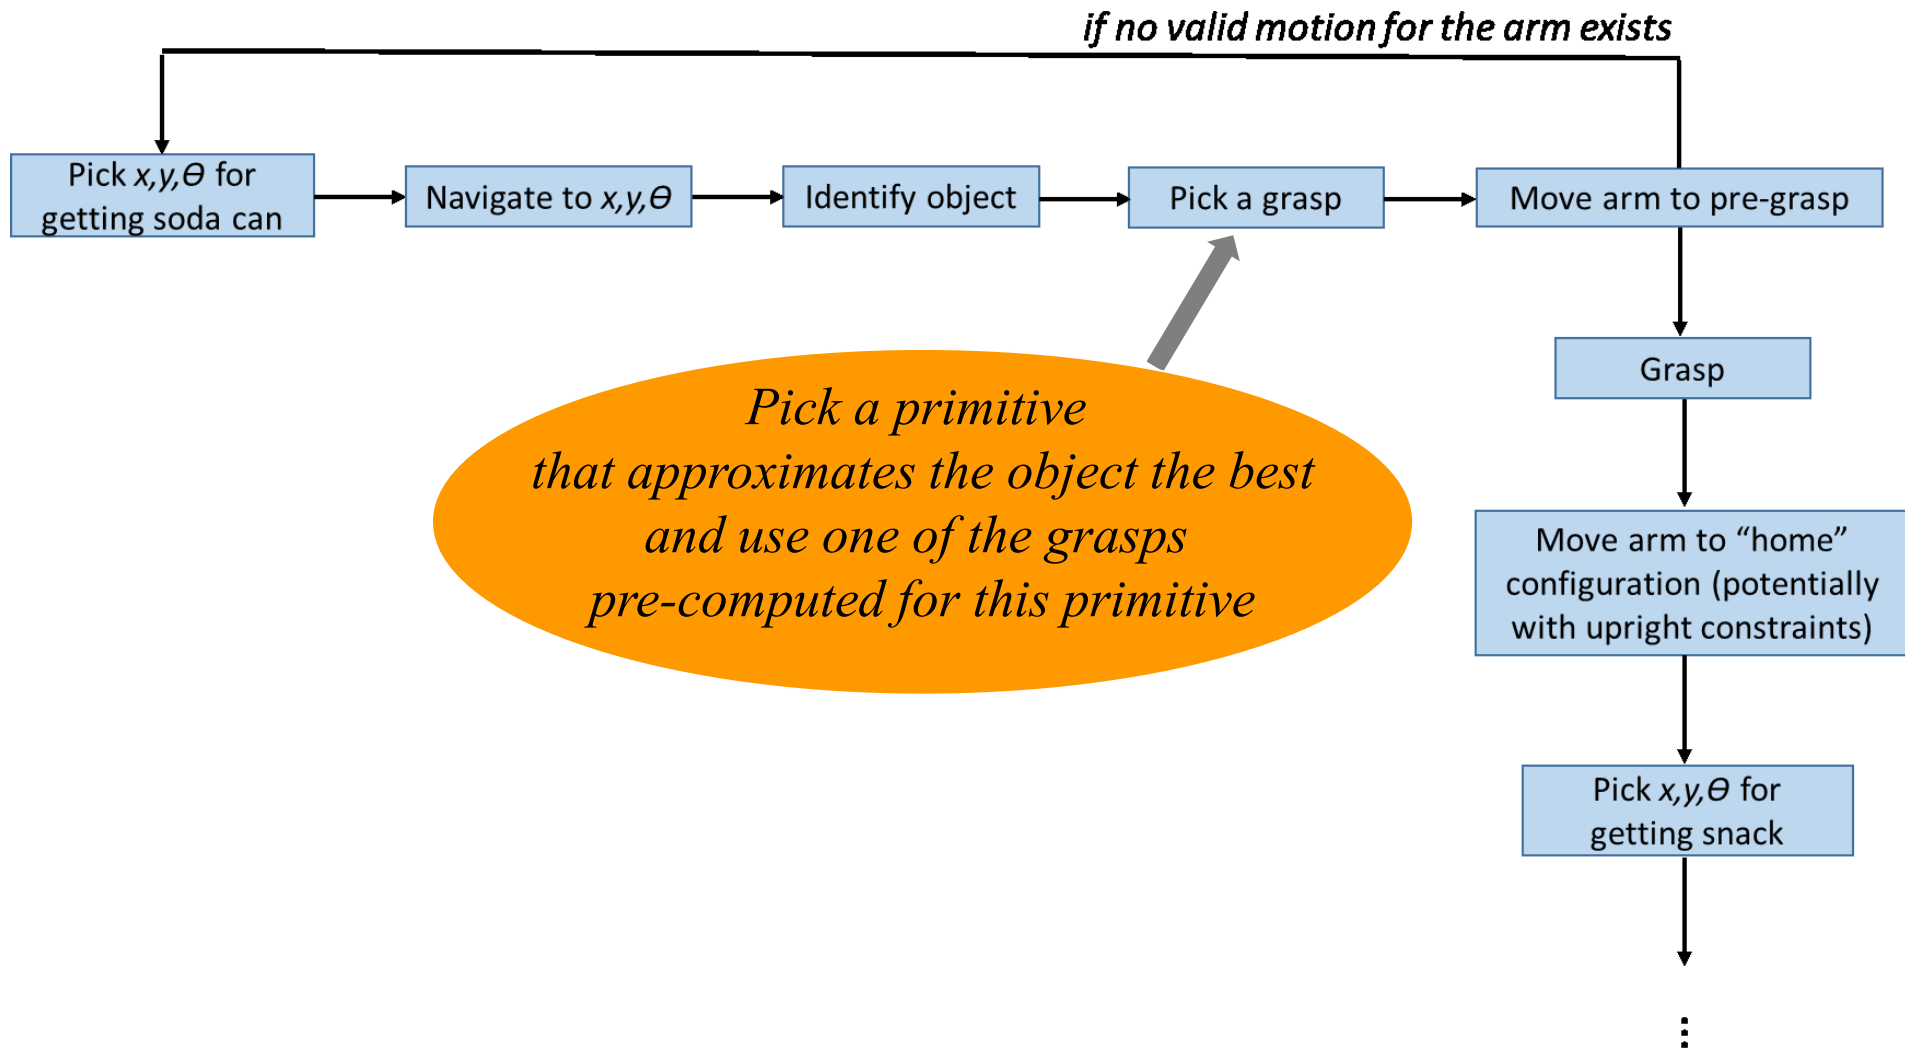 if no valid motion for the arm exists
Pick x,y,ϴ for
getting soda can
Navigate to x,y,ϴ
Identify object
Pick a grasp
Move arm to pre-grasp
Grasp
Pick a primitive
that approximates the object the best
and use one of the grasps
pre-computed for this primitive
Move arm to “home”
configuration (potentially
with upright constraints)
Pick x,y,ϴ for
getting snack
⋮